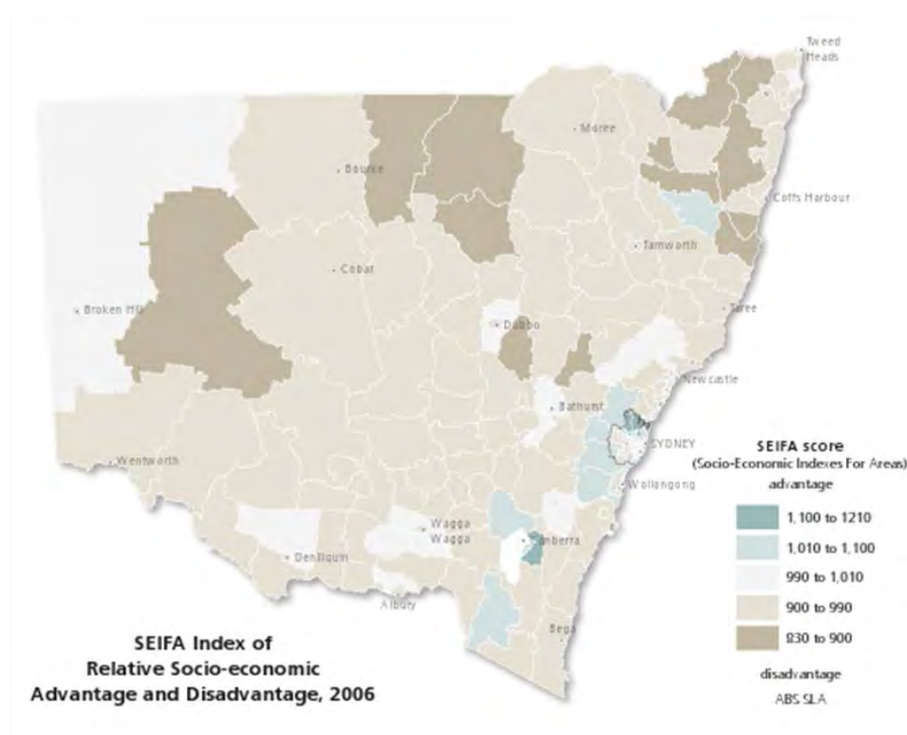 Tweed
Heads
Moree
Bourke
Coffs Harbour
Tamworth
Cobar
Broken Hill
Taree
Dubbo
Newcastle
Bathurst
SYDNEY
SEIFA score
(Socio-Economic Indexes For Areas)
advantage
Wentworth
Wollongong
1,100 to 1210
Wagga
Wagga
Canberra
1,010 to 1,100
Deniliquin
990 to 1,010
Albury
900 to 990
Bega
830 to 900
SEIFA Index of
Relative Socio-economic
Advantage and Disadvantage, 2006
disadvantage
ABS SLA